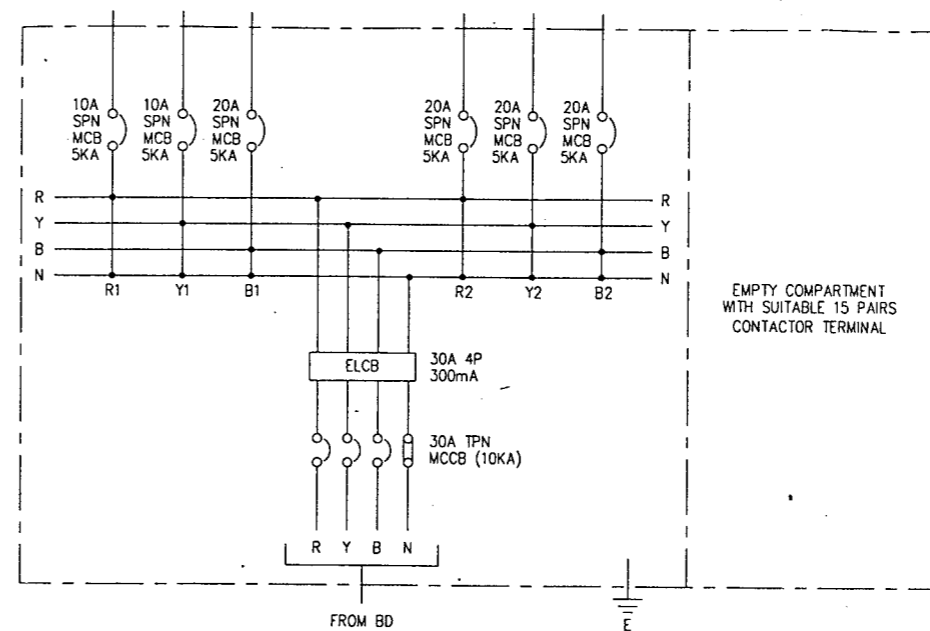 10A
SPN
MCB
5KA
10A
SPN
MCB
5KA
20A
SPN
MCB
5KA
20A
SPN
MCB
5KA
20A
SPN
MCB
5KA
20A
SPN
MCB
5KA
R
R
Y
Y
B
B
N
N
R1 Y1 B1 R2 Y2 B2
EMPTY COMPARTMENT
WITH SUITABLE 15 PAIRS
CONTACTOR TERMINAL
ELCB
30A 4P
300mA
30A TPN
MCCB (10KA)
R Y B N
FROM BD
E